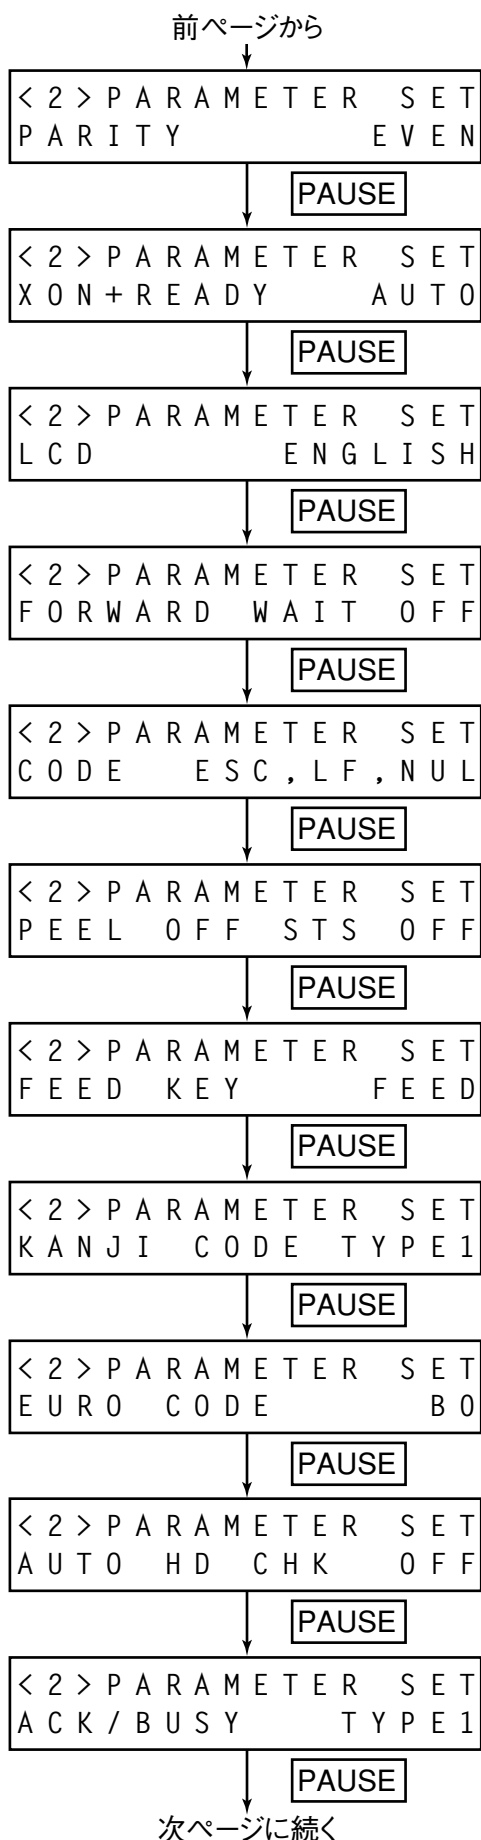 前ページから
<2>PARAMETER SET
PARITY EVEN
PAUSE
<2>PARAMETER SET
XON+READY AUTO
PAUSE
<2>PARAMETER SET
LCD ENGLISH
PAUSE
<2>PARAMETER SET
FORWARD WAIT OFF
PAUSE
<2>PARAMETER SET
CODE ESC,LF,NUL
PAUSE
<2>PARAMETER SET
PEEL OFF STS OFF
PAUSE
<2>PARAMETER SET
FEED KEY FEED
PAUSE
<2>PARAMETER SET
KANJI CODE TYPE1
PAUSE
<2>PARAMETER SET
EURO CODE B0
PAUSE
<2>PARAMETER SET
AUTO HD CHK OFF
PAUSE
<2>PARAMETER SET
ACK/BUSY TYPE1
PAUSE
次ページに続く